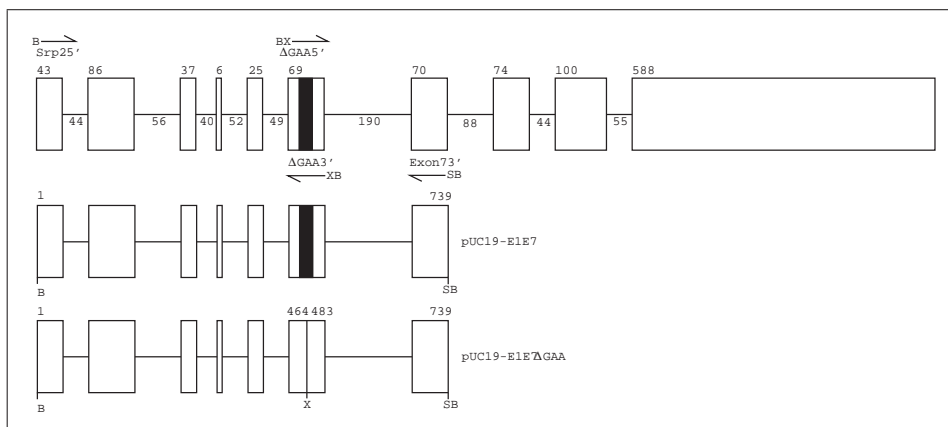 B BX
Srp25' ΔGAA5'
43 86 37 6 25 69 70 74 100 588
44 56 40 52 49 190 88 44 55
ΔGAA3' Exon73'
XB SB
1 739
pUC19-E1E7
B SB
1 464 483 739
pUC19-E1E7ΔGAA
B X SB